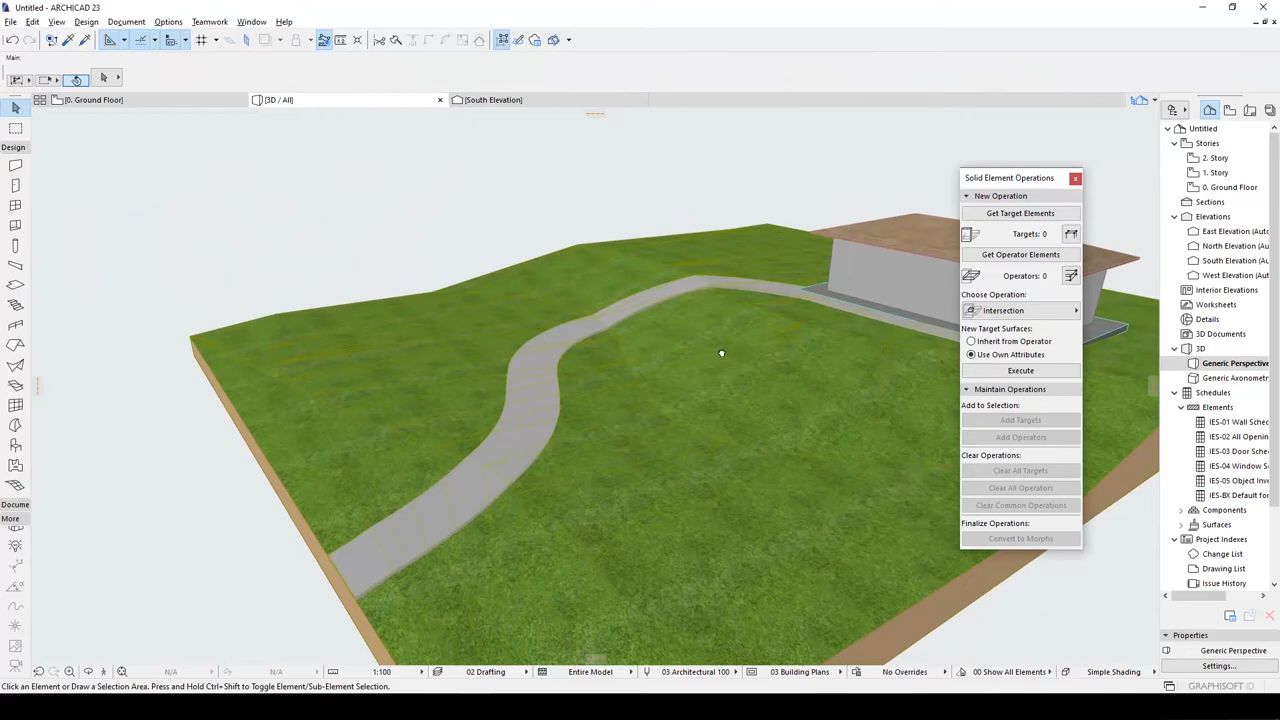 Untitled - ARCHICAD 23
File Edit View Design Document Options Teamwork Window Help
Main:
[0. Ground Floor]
[3D / All]
[South Elevation]
Design
Docume
More
Solid Element Operations
New Operation
Get Target Elements
Targets: 0
Get Operator Elements
Operators: 0
Choose Operation:
Intersection
New Target Surfaces:
Inherit from Operator
Use Own Attributes
Execute
Maintain Operations
Add to Selection:
Add Targets
Add Operators
Clear Operations:
Clear All Targets
Clear All Operators
Clear Common Operations
Finalize Operations:
Convert to Morphs
Untitled
Stories
2. Story
1. Story
0. Ground Floor
Sections
Elevations
East Elevation (Auto
North Elevation (Au
South Elevation (Au
West Elevation (Aut
Interior Elevations
Worksheets
Details
3D Documents
3D
Generic Perspective
Generic Axonometr
Schedules
Elements
IES-01 Wall Sched
IES-02 All Openin
IES-03 Door Sche
IES-04 Window S
IES-05 Object Inve
IES-BX Default for
Components
Surfaces
Project Indexes
Change List
Drawing List
Issue History
Properties
Generic Perspective
Settings...
N/A
N/A
1:100
02 Drafting
Entire Model
03 Architectural 100
03 Building Plans
No Overrides
00 Show All Elements
Simple Shading
Click an Element or Draw a Selection Area. Press and Hold Ctrl+Shift to Toggle Element/Sub-Element Selection.
GRAPHISOFT